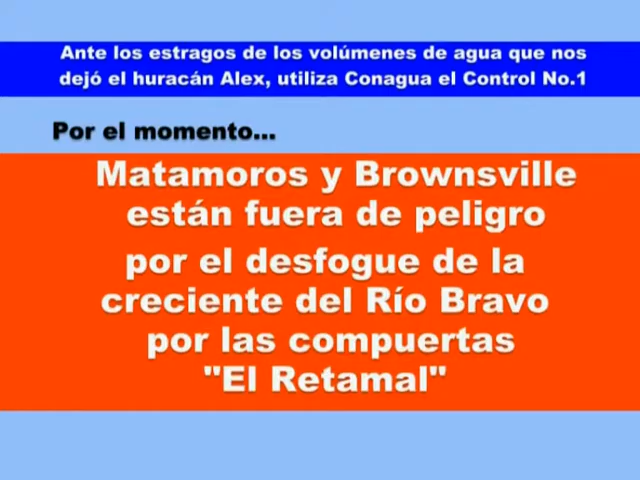 Ante los estragos de los volúmenes de agua que nos
dejó el huracán Alex, utiliza Conagua el Control No.1
Por el momento...
Matamoros y Brownsville
están fuera de peligro
por el desfogue de la
creciente del Río Bravo
por las compuertas
"El Retamal"